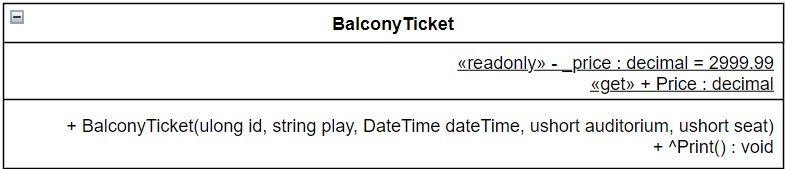 BalconyTicket
«readonly» - _price : decimal = 2999.99
«get» + Price : decimal
+ BalconyTicket(ulong id, string play, DateTime dateTime, ushort auditorium, ushort seat)
+ ^Print() : void